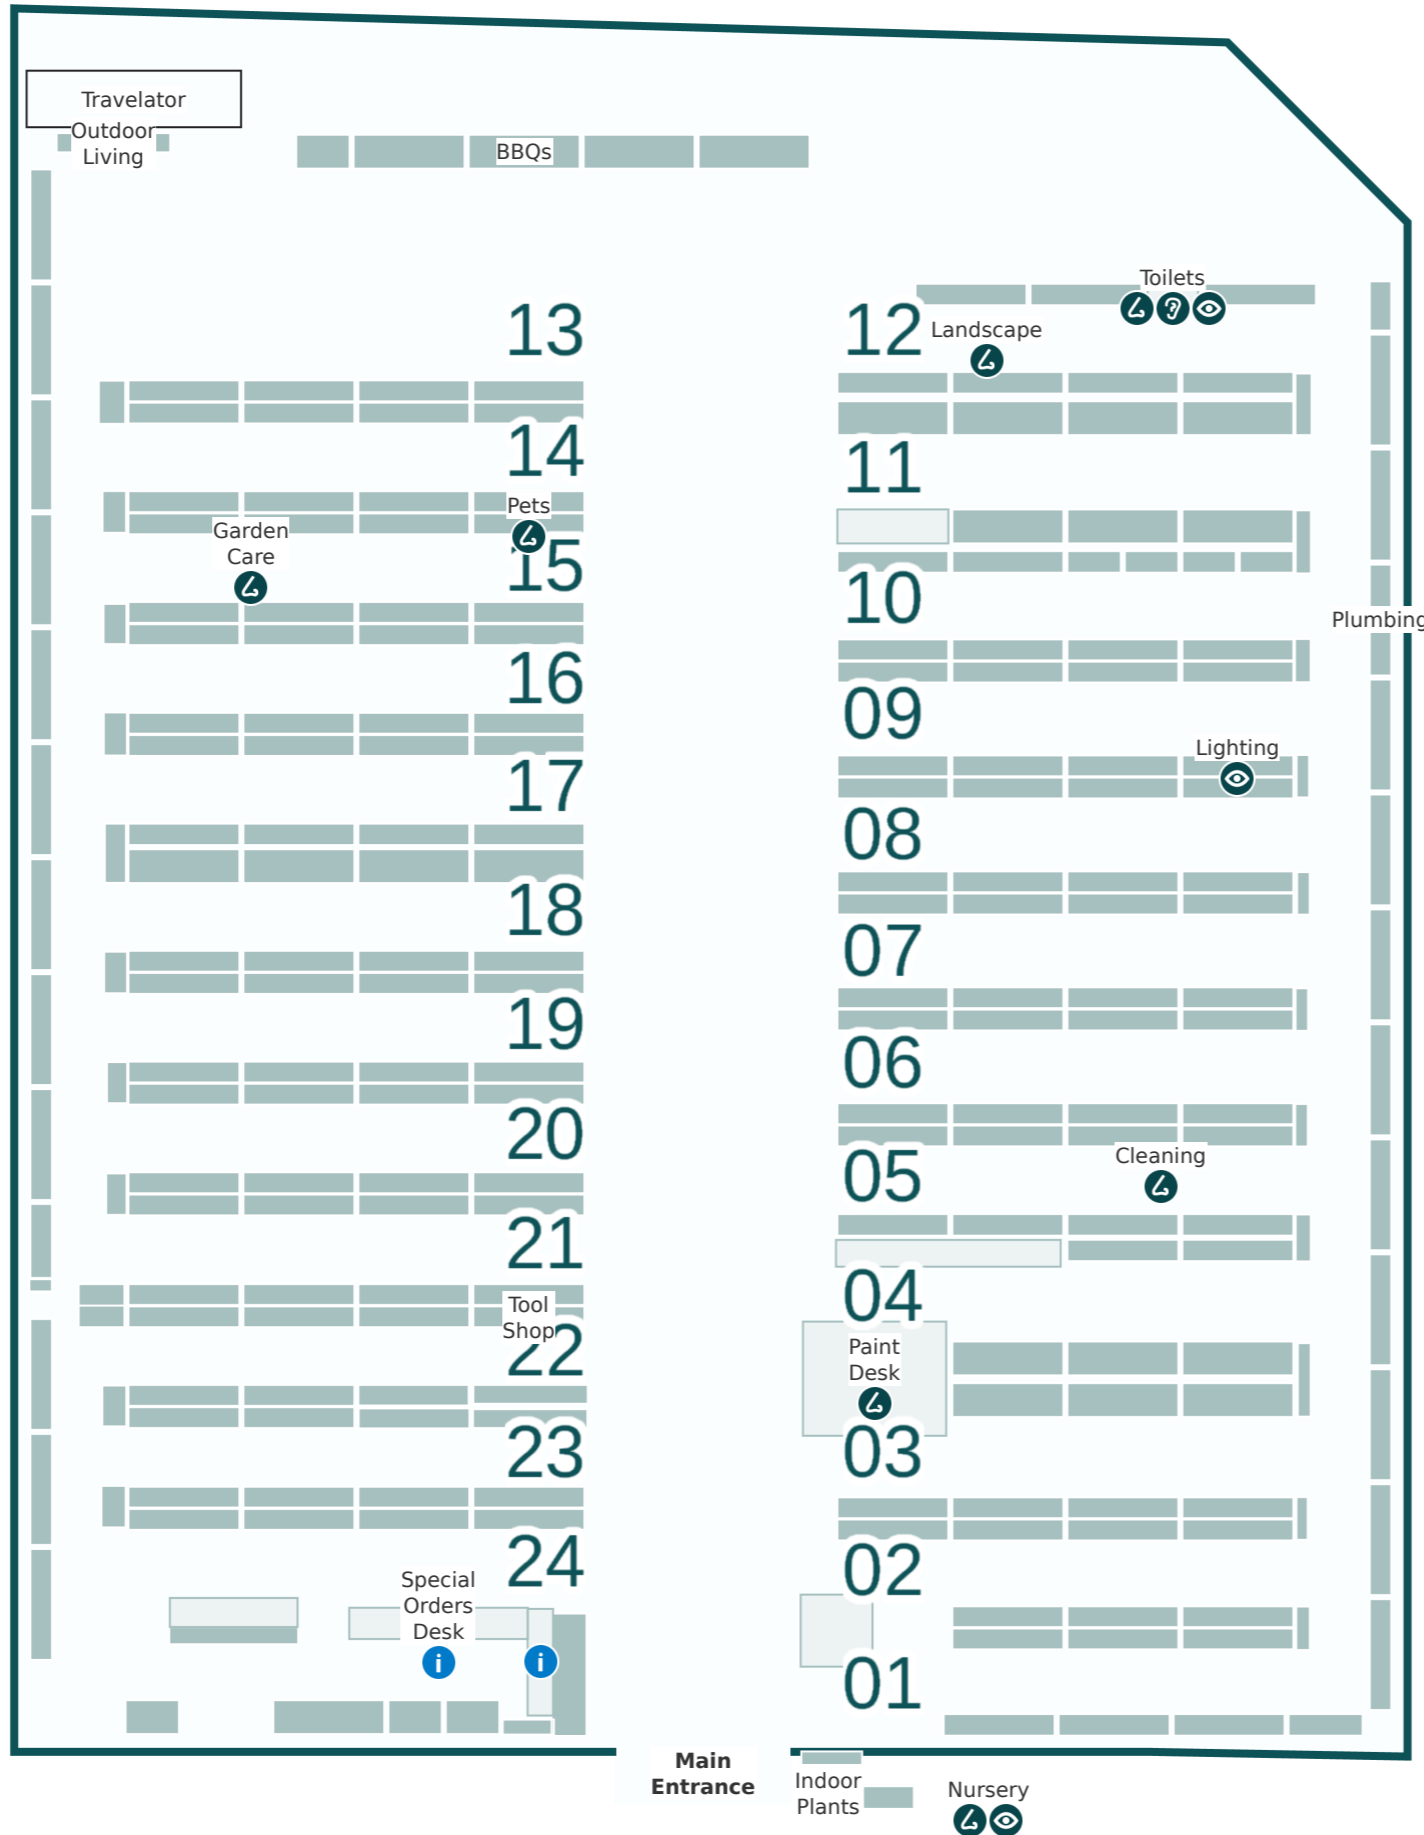 Travelator
Outdoor
Living
BBQs
Toilets
13
12
Landscape
11
14
Pets
Garden
Care
15
10
Plumbing
16
09
Lighting
17
08
18
07
19
06
20
05
Cleaning
21
04
Tool
Shop
22
Paint
Desk
23
03
24
02
Special
Orders
Desk
i
i
01
Main
Entrance
Indoor
Plants
Nursery